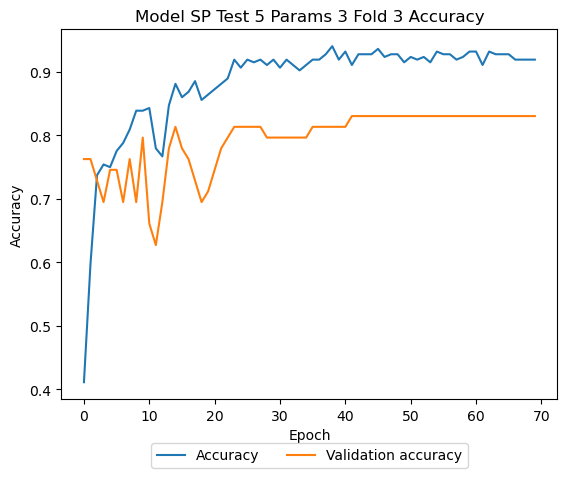 Model SP Test 5 Params 3 Fold 3 Accuracy
Accuracy
0.9
0.8
0.7
0.6
0.5
0.4
0 10 20 30 40 50 60 70
Epoch
Accuracy Validation accuracy